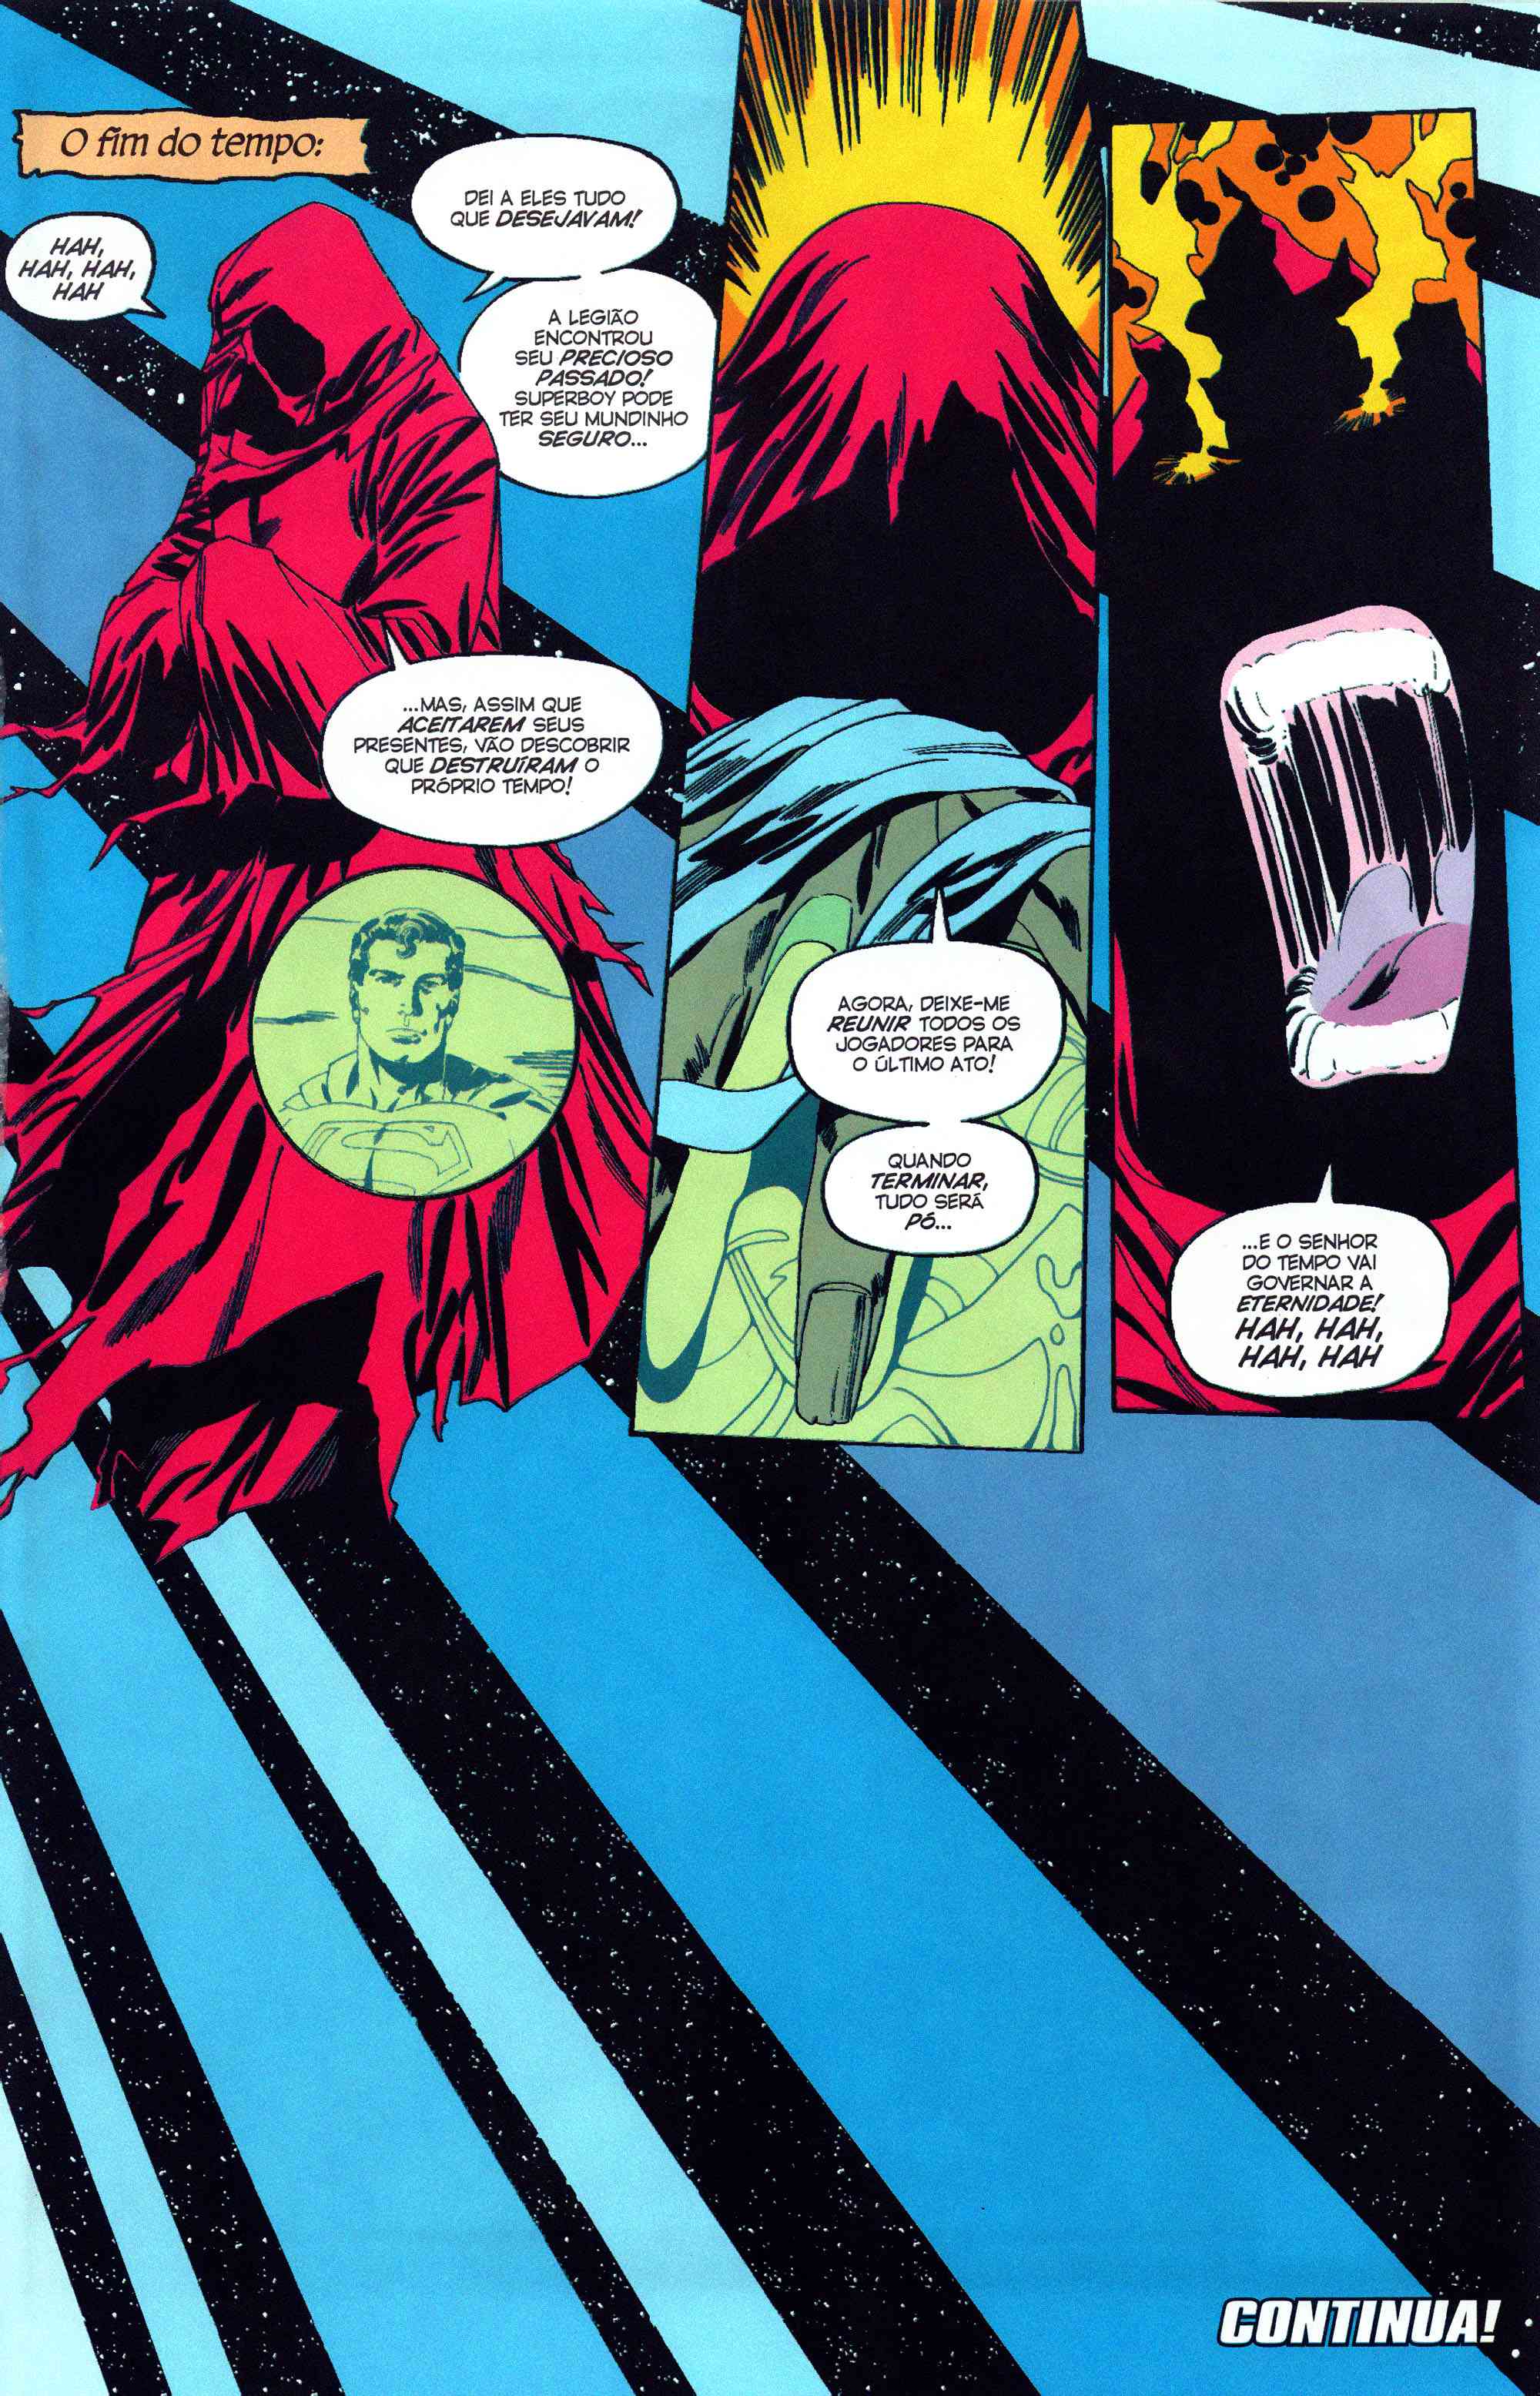 O fim do tempo:
HAH,
HAH, HAH,
HAH
DEI A ELES TUDO
QUE DESEJAVAM!
A LEGIÃO
ENCONTROU
SEU PRECIOSO
PASSADO!
SUPERBOY PODE
TER SEU MUNDINHO
SEGURO...
...MAS, ASSIM QUE
ACEITAREM SEUS
PRESENTES, VÃO DESCOBRIR
QUE DESTRUÍRAM O
PRÓPRIO TEMPO!
S
AGORA, DEIXE-ME
REUNIR TODOS OS
JOGADORES PARA
O ÚLTIMO ATO!
QUANDO
TERMINAR,
TUDO SERÁ
PÓ...
...E O SENHOR
DO TEMPO VAI
GOVERNAR A
ETERNIDADE!
HAH, HAH,
HAH, HAH
CONTINUA!